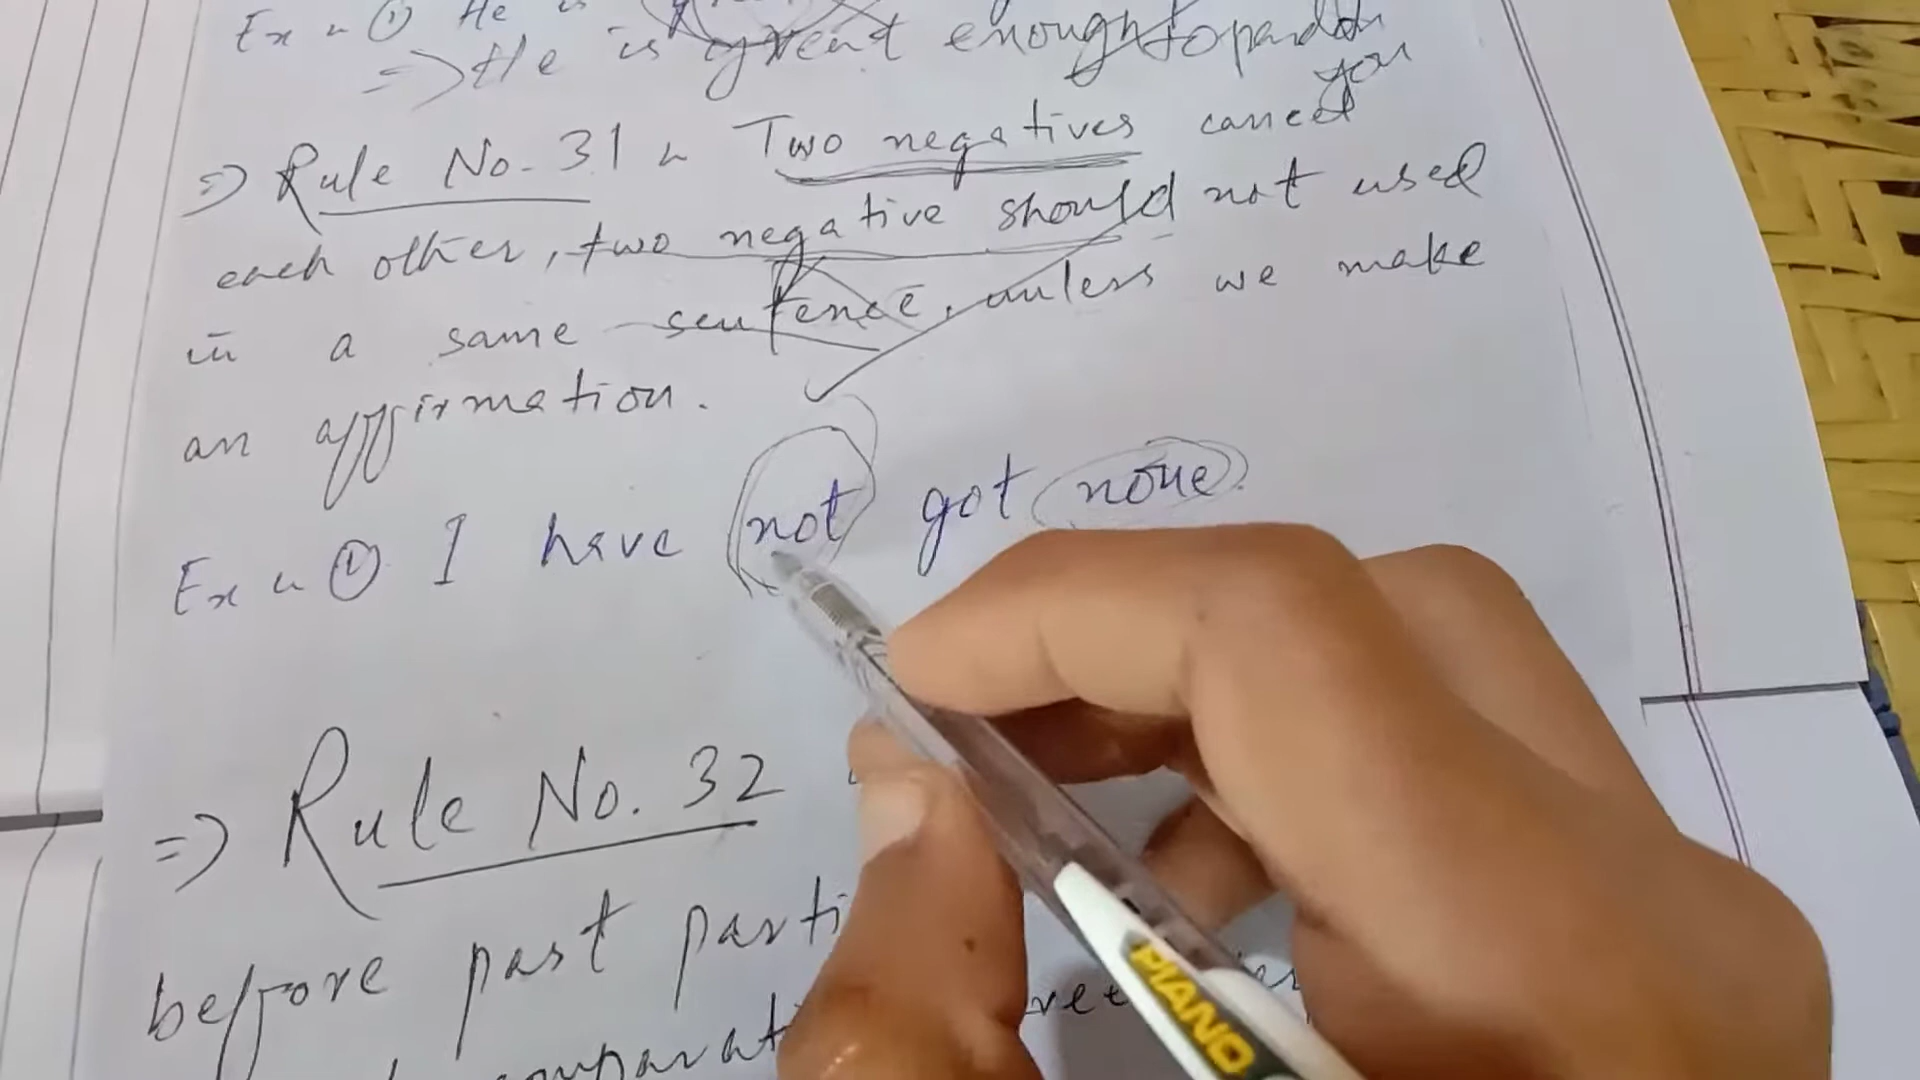 Ex ~ ① He is
=> He is great enough to pardon
you
=> Rule No. 31 ~ Two negatives cancel
each other, two negative should not used
in a same sentence, unless we make
an affirmation.
Ex ~ ① I have not got none.
=> Rule No. 32
before past parti
comparati
PIANO